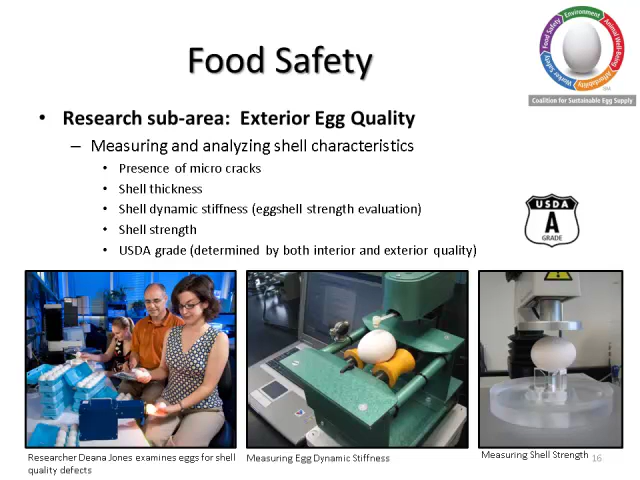 Food Safety
Food Safety
Environment
Animal Well-Being
Worker Safety
Affordability
SM
Coalition for Sustainable Egg Supply
• Research sub-area:  Exterior Egg Quality
– Measuring and analyzing shell characteristics
• Presence of micro cracks
• Shell thickness
• Shell dynamic stiffness (eggshell strength evaluation)
• Shell strength
• USDA grade (determined by both interior and exterior quality)
USDA
A
GRADE
Researcher Deana Jones examines eggs for shell
quality defects
Measuring Egg Dynamic Stiffness
Measuring Shell Strength
16